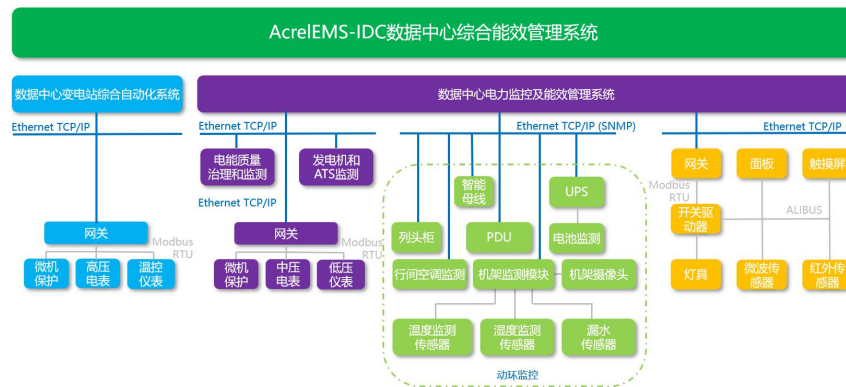 AcrelEMS-IDC数据中心综合能效管理系统
数据中心变电站综合自动化系统
数据中心电力监控及能效管理系统
Ethernet TCP/IP
Ethernet TCP/IP
Ethernet TCP/IP (SNMP)
Ethernet TCP/IP
电能质量
治理和监测
发电机和
ATS监测
智能
母线
UPS
网关
面板
触摸屏
Modbus
RTU
Ethernet TCP/IP
开关驱
动器
ALIBUS
网关
Modbus
RTU
网关
Modbus
RTU
列头柜
PDU
电池监测
微机
保护
高压
电表
温控
仪表
微机
保护
中压
电表
低压
仪表
行间空调监测
机架监测模块
机架摄像头
灯具
微波传
感器
红外传
感器
温度监测
传感器
湿度监测
传感器
漏水
传感器
动环监控